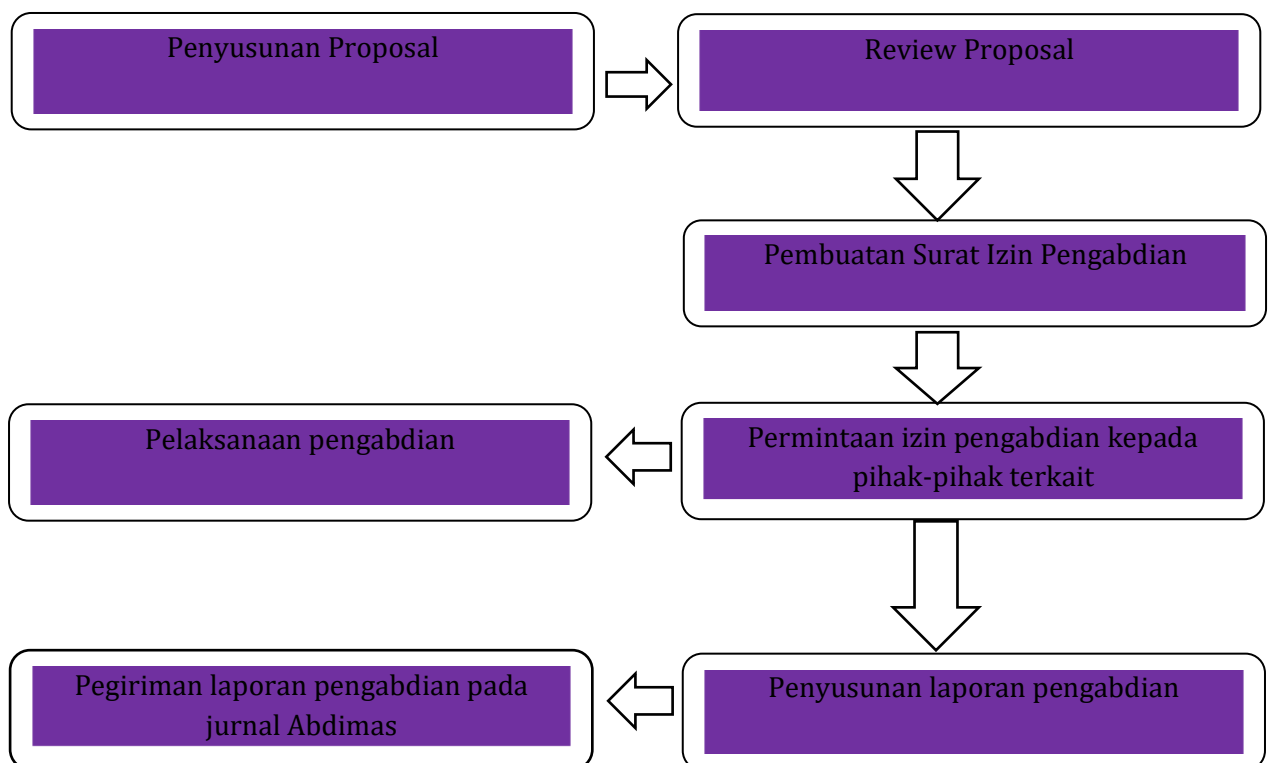 Penyusunan Proposal
Review Proposal
Pembuatan Surat Izin Pengabdian
Permintaan izin pengabdian kepada
pihak-pihak terkait
Pelaksanaan pengabdian
Penyusunan laporan pengabdian
Pegiriman laporan pengabdian pada
jurnal Abdimas